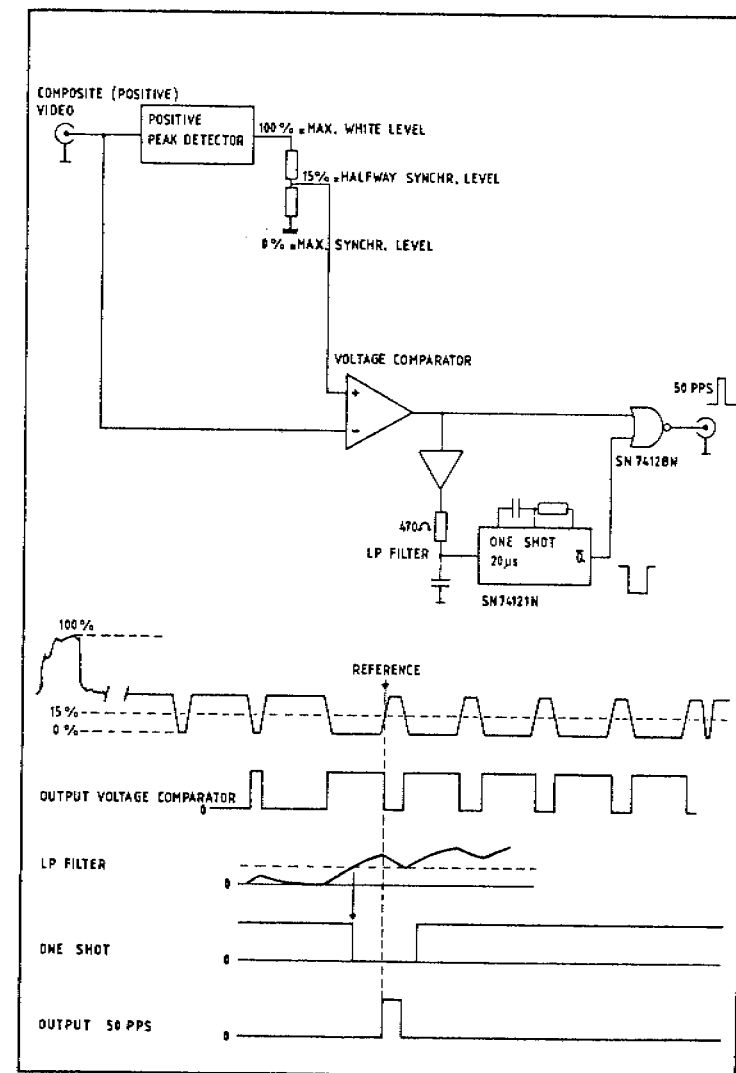 COMPOSITE (POSITIVE)
VIDEO
POSITIVE
PEAK DETECTOR
100% = MAX. WHITE LEVEL
15% = HALFWAY SYNCHR. LEVEL
0% = MAX. SYNCHR. LEVEL
VOLTAGE COMPARATOR
+
-
50 PPS
SN 74128N
470Ω
LP FILTER
ONE SHOT
20µs
Q̅
SN74121N
100%
REFERENCE
15%
0%
OUTPUT VOLTAGE COMPARATOR
0
LP FILTER
0
ONE SHOT
0
OUTPUT 50 PPS
0